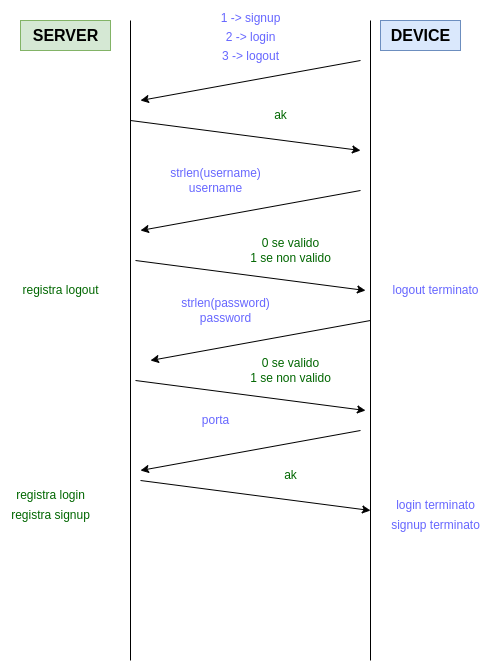 SERVER
1 -> signup
2 -> login
3 -> logout
DEVICE
ak
strlen(username)
username
0 se valido
1 se non valido
registra logout
logout terminato
strlen(password)
password
0 se valido
1 se non valido
porta
ak
registra login
registra signup
login terminato
signup terminato